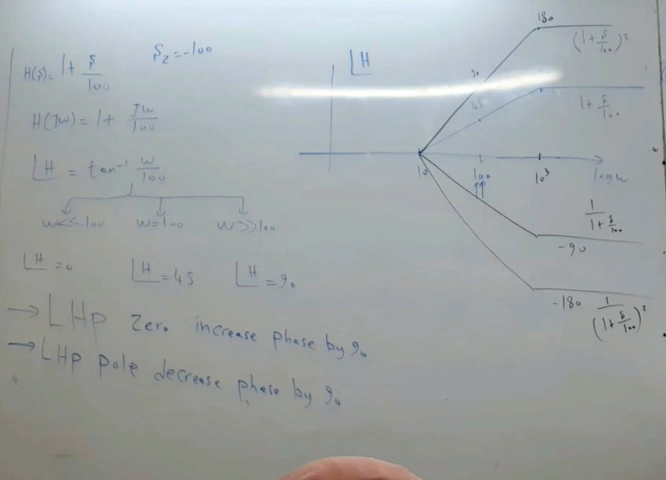 H(s) = 1 + s/100
s_z = -100
H(jw) = 1 + jw/100
∠H = tan⁻¹ w/100
w<<100 w=100 w>>100
∠H = 0 ∠H = 45 ∠H = 90
→ LHp zero increase phase by 90
→ LHp pole decrease phase by 90
∠H
180 (1 + s/100)²
90
45 1 + s/100
10 100 10³ log w
1/(1 + s/100)
-90
-180 1/(1 + s/100)²